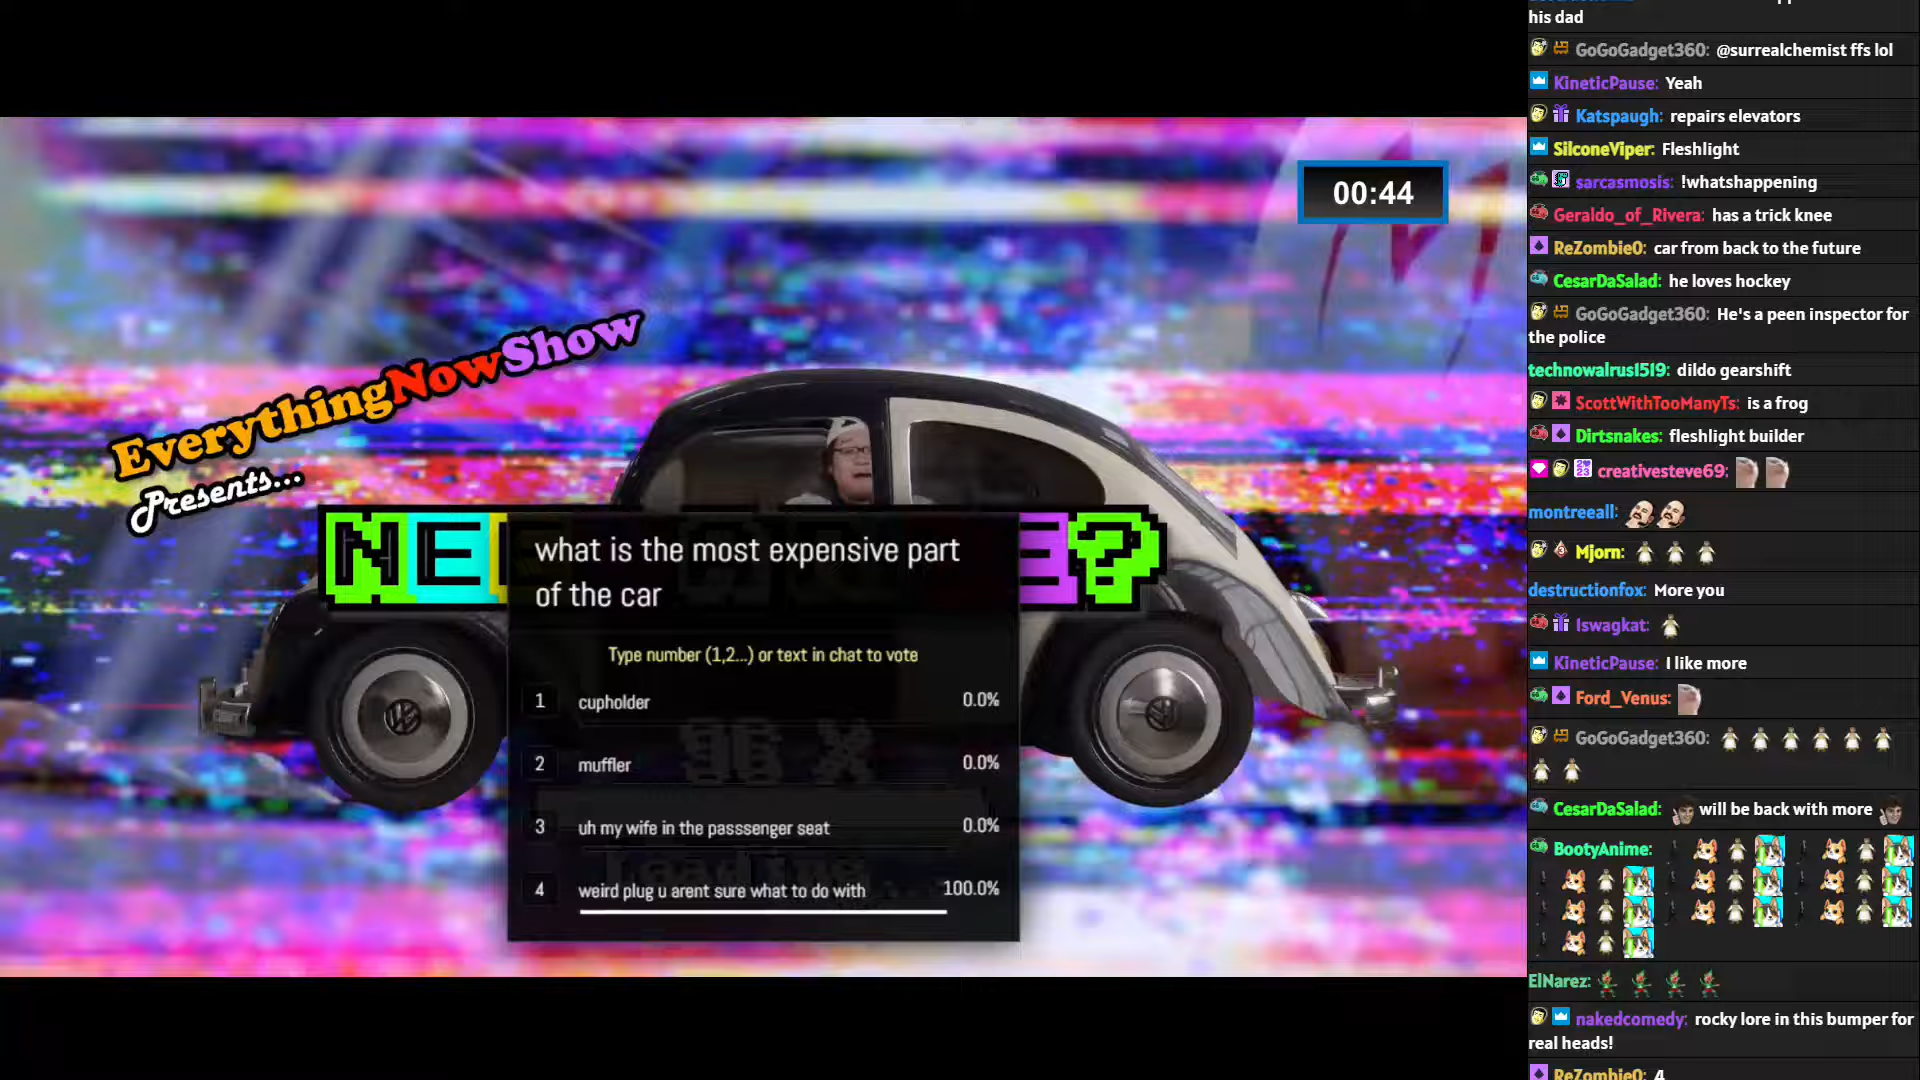 his dad
GoGoGadget360: @surrealchemist ffs lol
KineticPause: Yeah
Katspaugh: repairs elevators
SilconeViper: Fleshlight
sarcasmosis: !whatshappening
Geraldo_of_Rivera: has a trick knee
ReZombie0: car from back to the future
CesarDaSalad: he loves hockey
GoGoGadget360: He's a peen inspector for
the police
technowalrus1519: dildo gearshift
ScottWithTooManyTs: is a frog
Dirtsnakes: fleshlight builder
creativesteve69:
montreeall:
Mjorn:
destructionfox: More you
Iswagkat:
KineticPause: I like more
Ford_Venus:
GoGoGadget360:
CesarDaSalad: will be back with more
BootyAnime:
ElNarez:
nakedcomedy: rocky lore in this bumper for
real heads!
ReZombie0: 4
00:44
EverythingNowShow
Presents...
NE E?
what is the most expensive part
of the car
Type number (1,2...) or text in chat to vote
1 cupholder 0.0%
2 muffler 0.0%
3 uh my wife in the passsenger seat 0.0%
4 weird plug u arent sure what to do with 100.0%